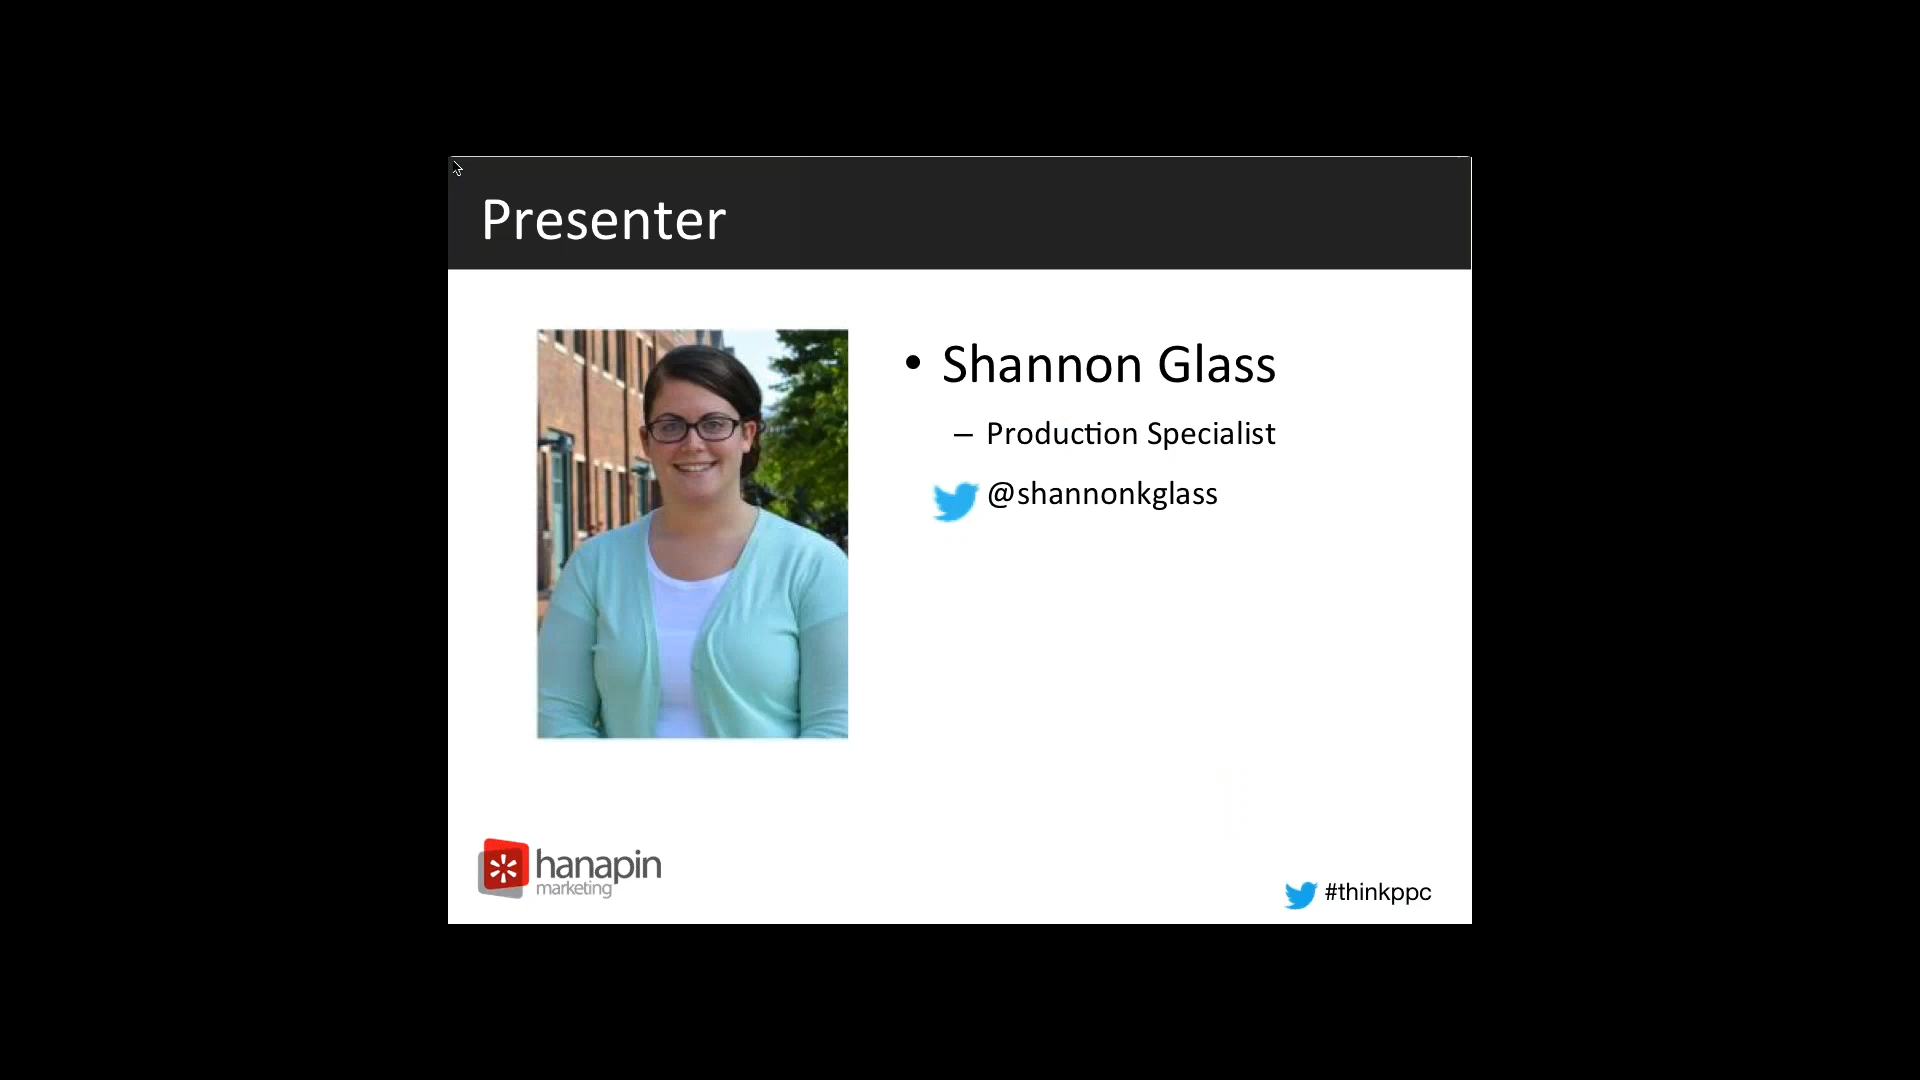 Presenter
• Shannon Glass
– Production Specialist
@shannonkglass
hanapin
marketing
#thinkppc